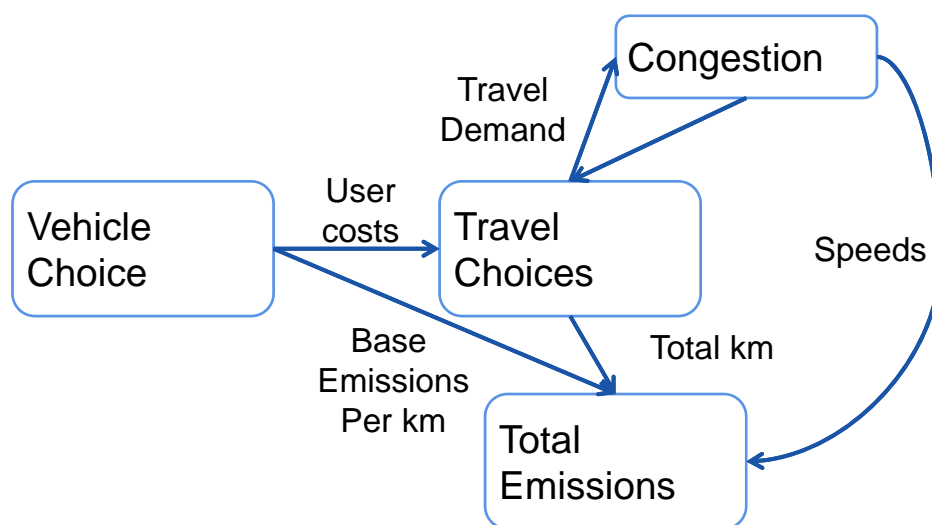 Congestion
Travel
Demand
User
costs
Vehicle
Choice
Travel
Choices
Speeds
Base
Emissions
Per km
Total km
Total
Emissions